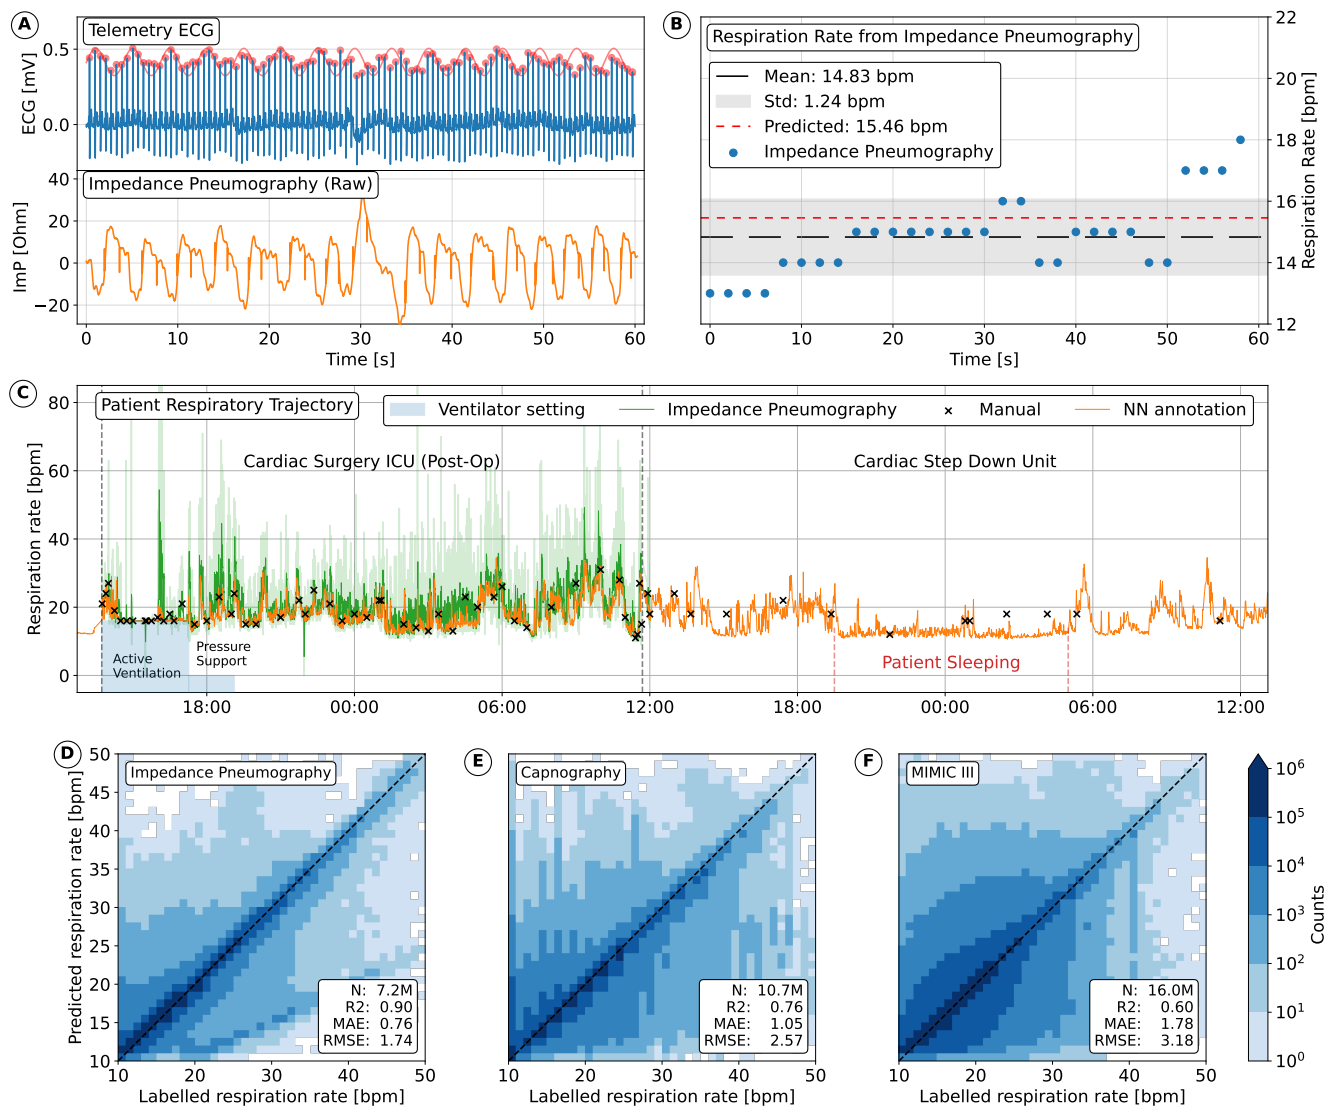 A
Telemetry ECG
0.5
0.0
ECG [mV]
Impedance Pneumography (Raw)
40
20
0
−20
ImP [Ohm]
0 10 20 30 40 50 60
Time [s]
B
Respiration Rate from Impedance Pneumography
Mean: 14.83 bpm
Std: 1.24 bpm
Predicted: 15.46 bpm
Impedance Pneumography
22
20
18
16
14
12
Respiration Rate [bpm]
0 10 20 30 40 50 60
Time [s]
C
Patient Respiratory Trajectory
Ventilator setting Impedance Pneumography Manual NN annotation
Cardiac Surgery ICU (Post-Op) Cardiac Step Down Unit
80
60
40
20
0
Respiration rate [bpm]
Active
Ventilation
Pressure
Support
Patient Sleeping
18:00 00:00 06:00 12:00 18:00 00:00 06:00 12:00
D
Impedance Pneumography
50
45
40
35
30
25
20
15
10
Predicted respiration rate [bpm]
N: 7.2M
R2: 0.90
MAE: 0.76
RMSE: 1.74
10 20 30 40 50
Labelled respiration rate [bpm]
E
Capnography
N: 10.7M
R2: 0.76
MAE: 1.05
RMSE: 2.57
10 20 30 40 50
Labelled respiration rate [bpm]
F
MIMIC III
N: 16.0M
R2: 0.60
MAE: 1.78
RMSE: 3.18
10 20 30 40 50
Labelled respiration rate [bpm]
10⁶
10⁵
10⁴
10³
10²
10¹
10⁰
Counts